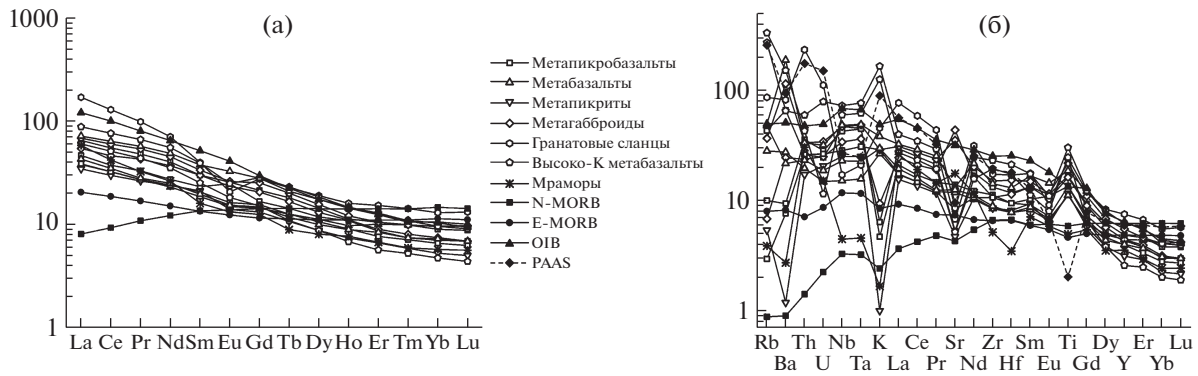 (а)
1000
100
10
1
La Ce Pr Nd Sm Eu Gd Tb Dy Ho Er Tm Yb Lu
Метапикробазальты
Метабазальты
Метапикриты
Метагабброиды
Гранатовые сланцы
Высоко-К метабазальты
Мраморы
N-MORB
E-MORB
OIB
PAAS
(б)
100
10
1
Rb Th Nb K Ce Sr Zr Sm Ti Dy Er Lu
Ba U Ta La Pr Nd Hf Eu Gd Y Yb